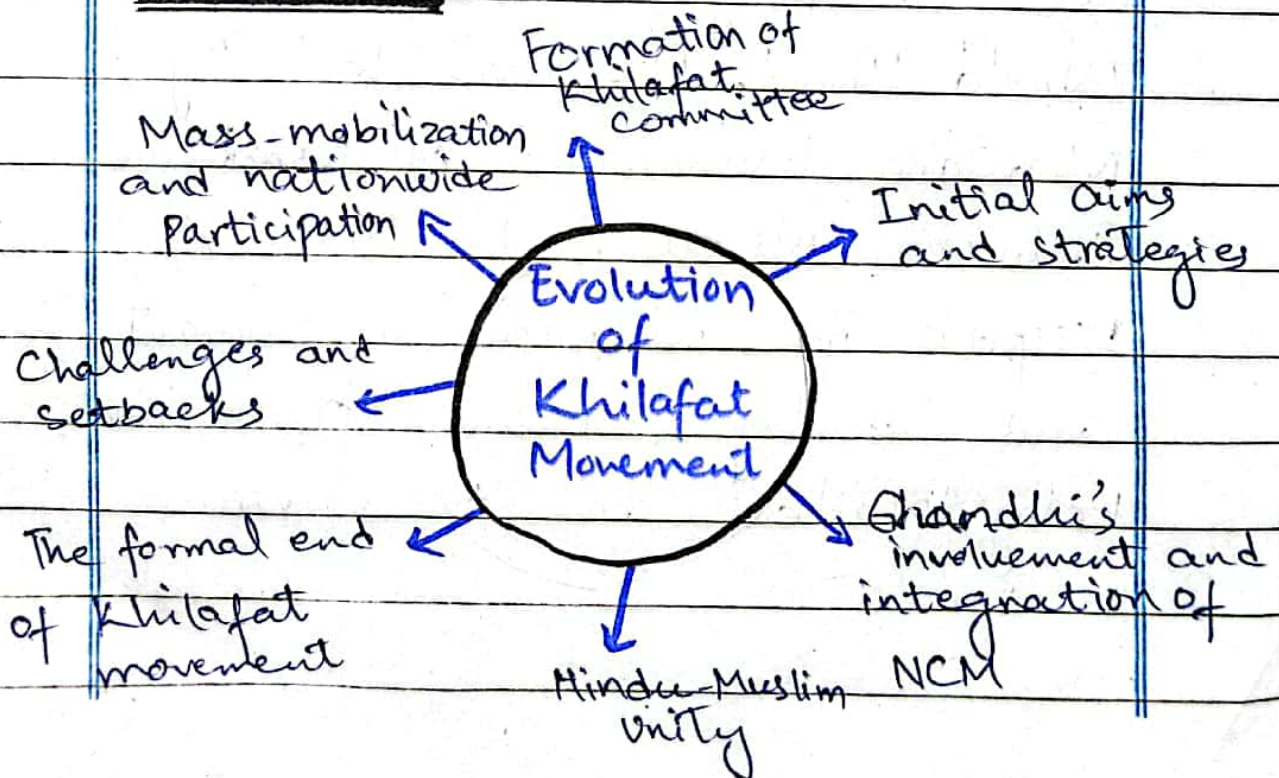 Formation of
Khilafat
committee
Initial aims
and strategies
Ghandhi's
involvement and
integration of
NCM
Hindu-Muslim
Unity
The formal end
of Khilafat
movement
Challenges and
setbacks
Mass-mobilization
and nationwide
Participation
Evolution
of
Khilafat
Movement